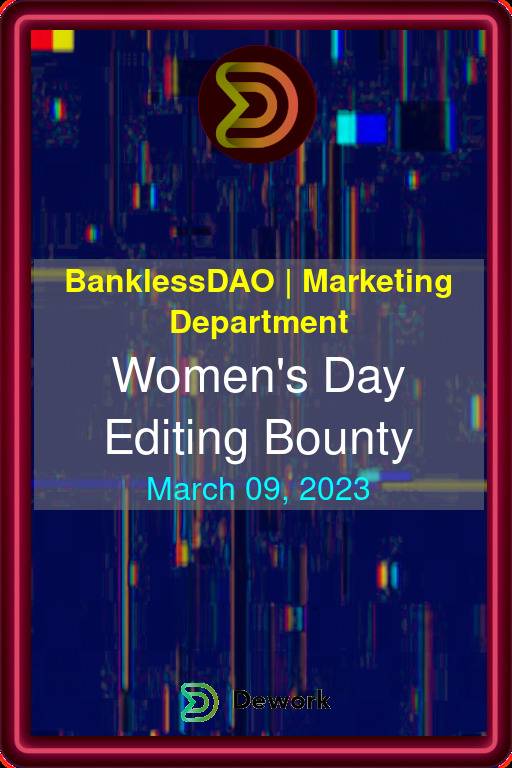 BanklessDAO | Marketing
Department
Women's Day
Editing Bounty
March 09, 2023
Dework